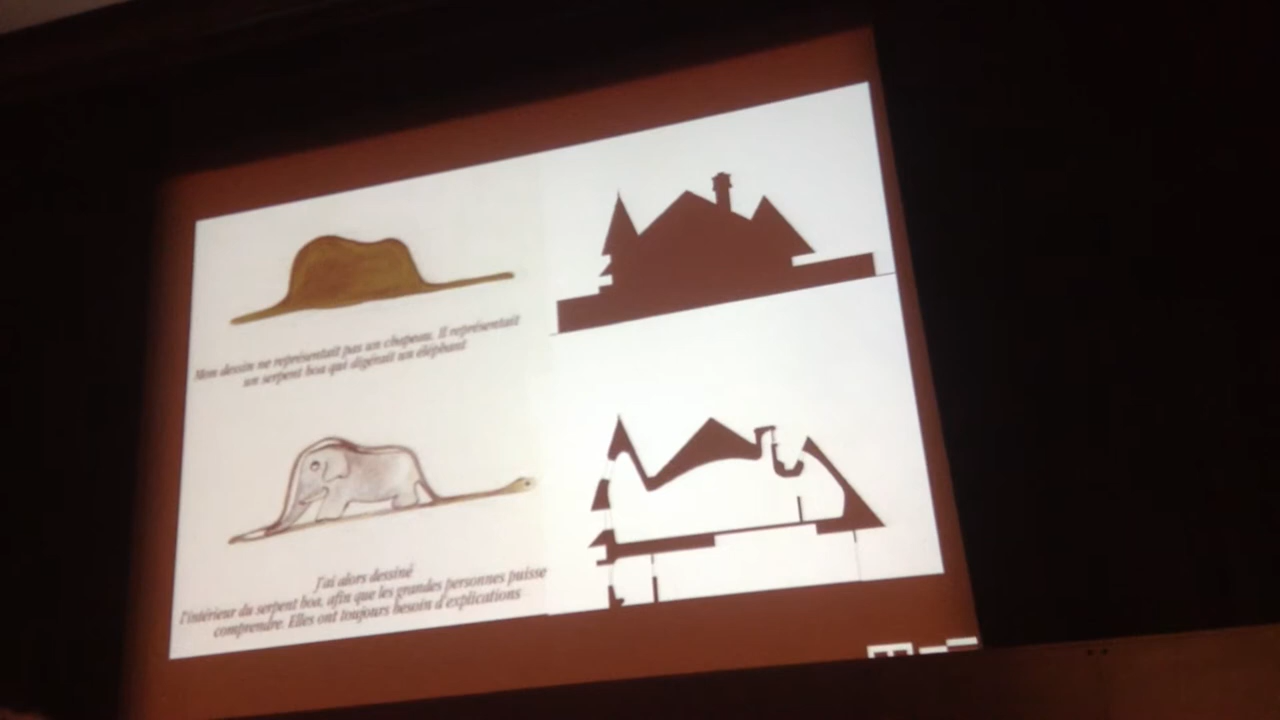 Mon dessin ne représentait pas un chapeau. Il représentait
un serpent boa qui digérait un éléphant
J'ai alors dessiné
l'intérieur du serpent boa, afin que les grandes personnes puisse
comprendre. Elles ont toujours besoin d'explications